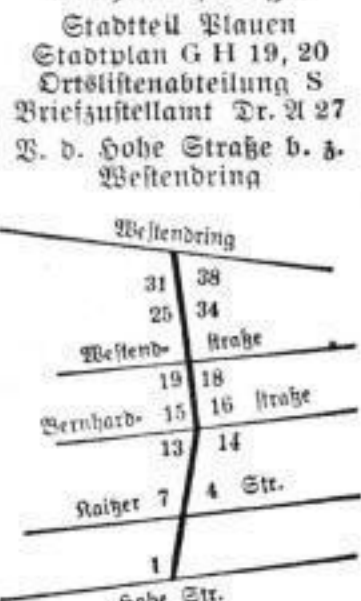 Stadtteil Plauen
Stadtplan G H 19, 20
Ortslistenabteilung S
Briefzustellamt Dr. A 27
V. d. Hohe Straße b. z.
Westendring
Westendring
31 38
25 34
Westend- straße
19 18
Bernhard- 15 16 straße
13 14
Kaitzer 7 4 Str.
1
Hohe Str.